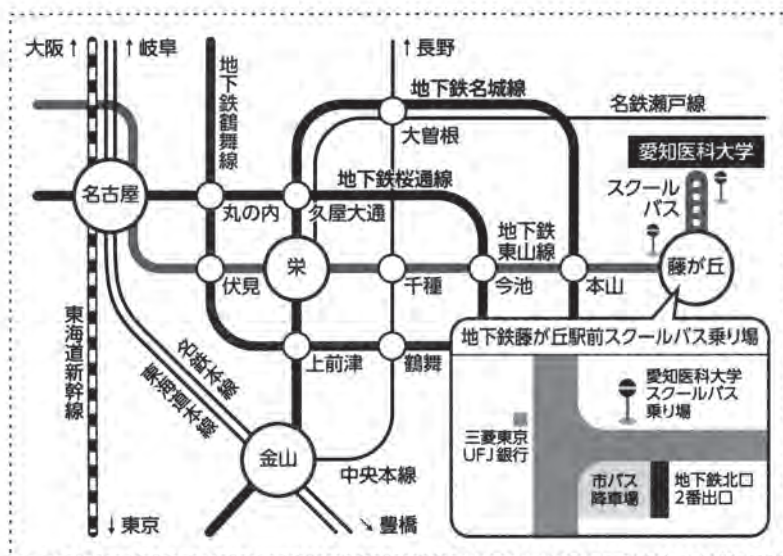 大阪↑
↑岐阜
地下鉄鶴舞線
↑長野
地下鉄名城線
名鉄瀬戸線
大曽根
愛知医科大学
スクール
バス
名古屋
地下鉄桜通線
丸の内
久屋大通
地下鉄
東山線
栄
伏見
千種
今池
本山
藤が丘
東海道新幹線
名鉄本線
東海道本線
上前津
鶴舞
金山
中央本線
↓東京
↘豊橋
地下鉄藤が丘駅前スクールバス乗り場
愛知医科大学
スクールバス
乗り場
三菱東京
UFJ銀行
市バス
降車場
地下鉄北口
2番出口